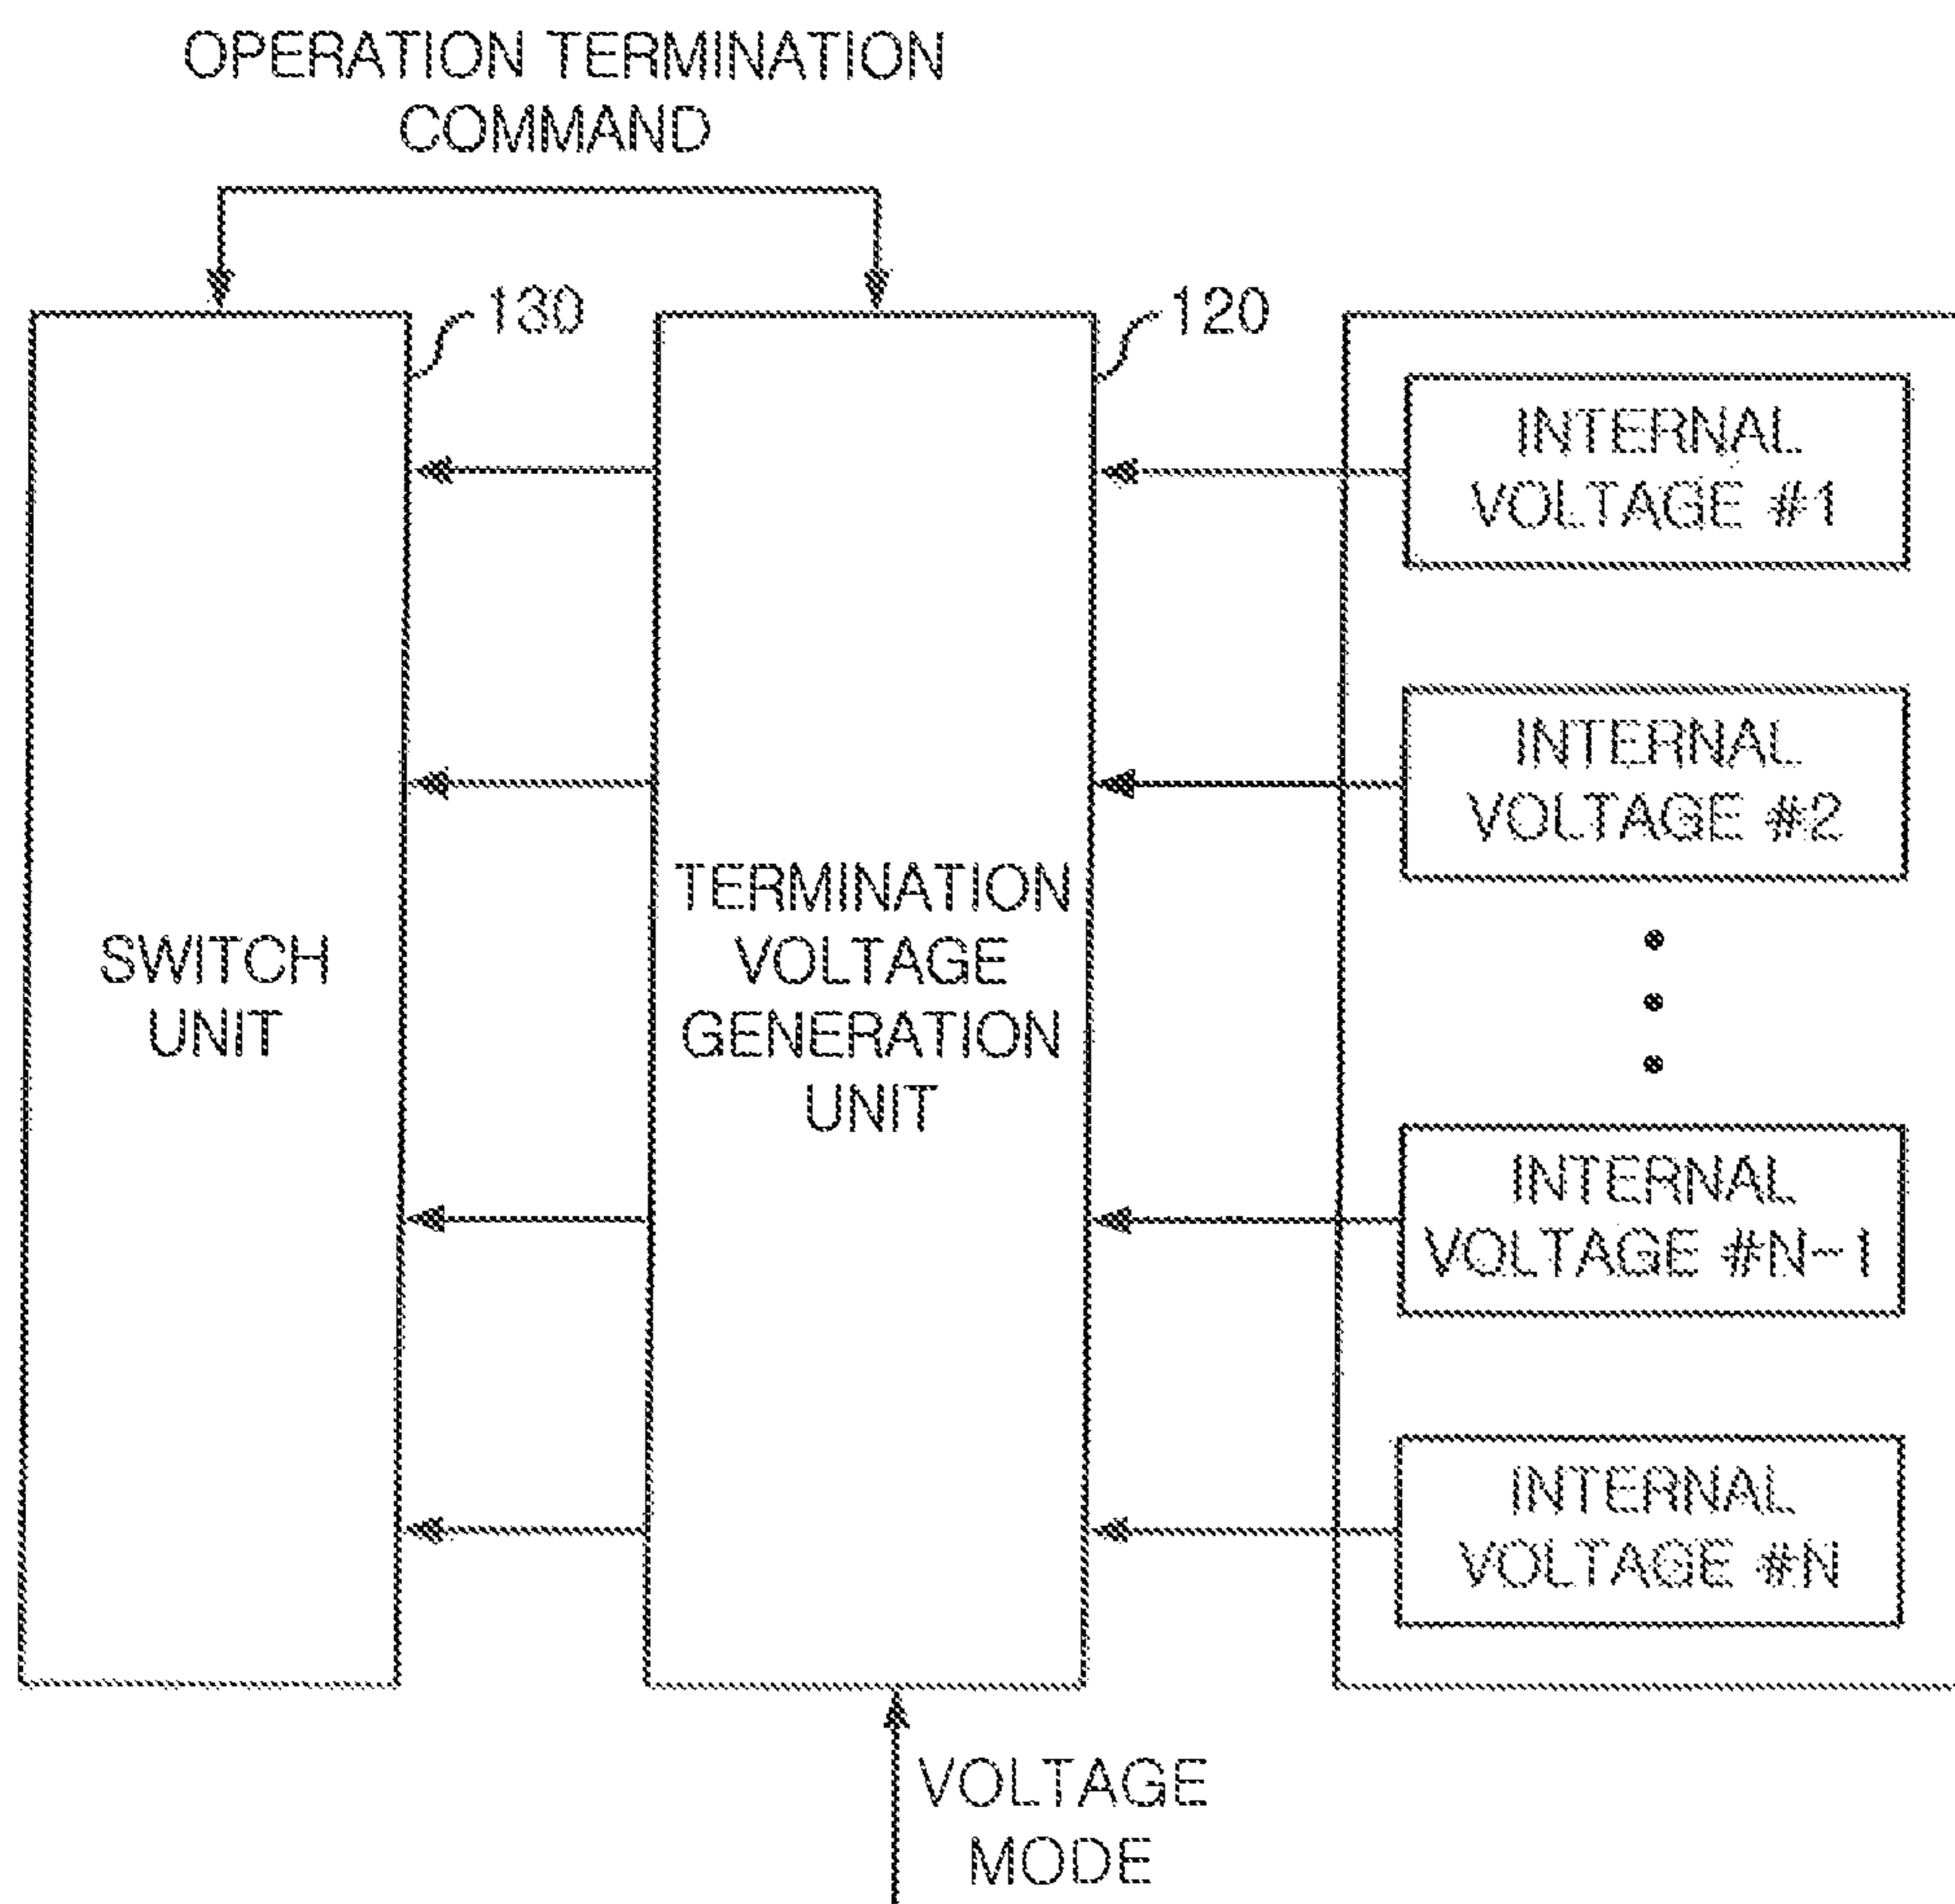 OPERATION TERMINATION
COMMAND
130
120
INTERNAL
VOLTAGE #1
INTERNAL
VOLTAGE #2
TERMINATION
VOLTAGE
GENERATION
UNIT
SWITCH
UNIT
INTERNAL
VOLTAGE #N-1
INTERNAL
VOLTAGE #N
VOLTAGE
MODE